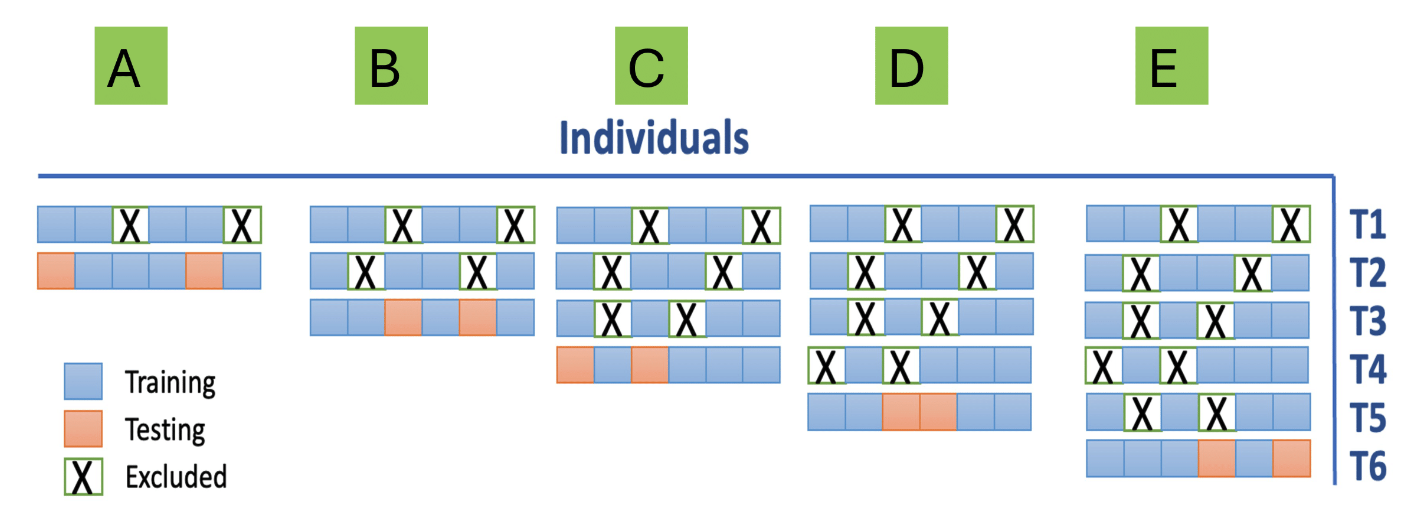 A B C D E
Individuals
X X X X X X X X X X T1
X X X X X X X X T2
X X X X X X T3
X X X X T4
Training X X T5
Testing T6
X Excluded